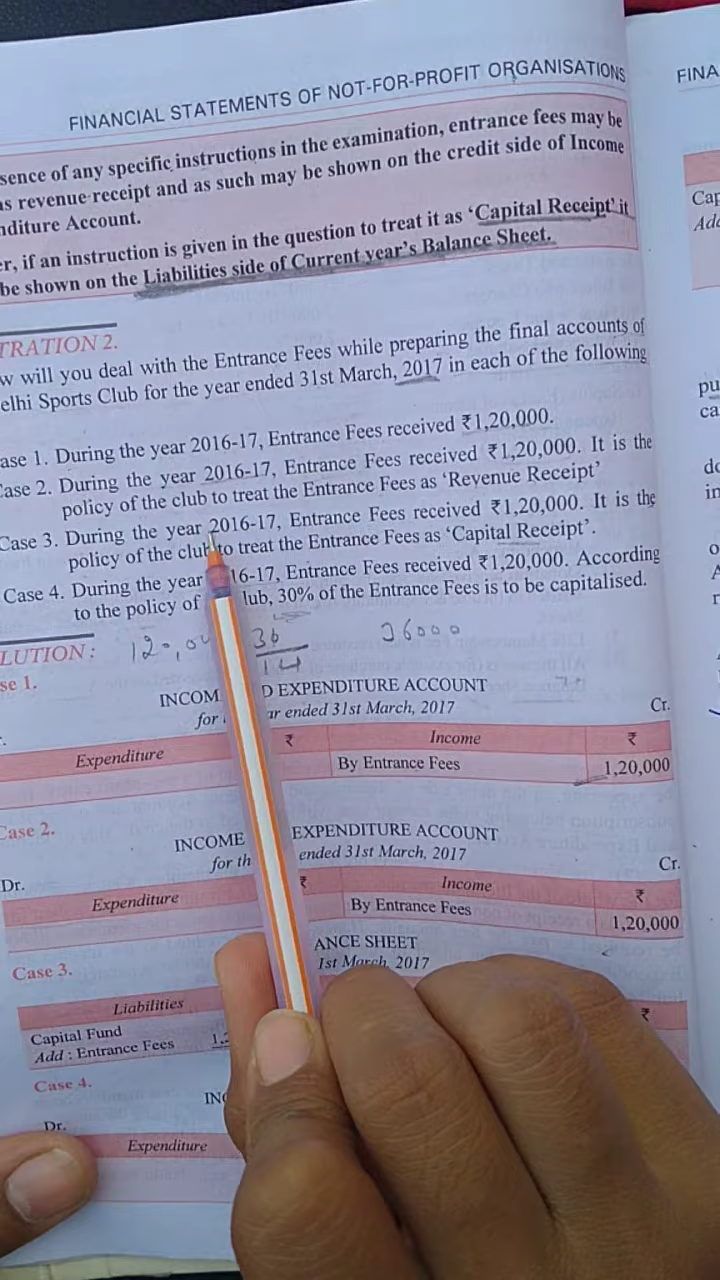 FINANCIAL STATEMENTS OF NOT-FOR-PROFIT ORGANISATIONS
FINA
sence of any specific instructions in the examination, entrance fees may be
as revenue receipt and as such may be shown on the credit side of Income
nditure Account.
er, if an instruction is given in the question to treat it as 'Capital Receipt' it
be shown on the Liabilities side of Current year's Balance Sheet.
Cap
Add
TRATION 2.
w will you deal with the Entrance Fees while preparing the final accounts of
elhi Sports Club for the year ended 31st March, 2017 in each of the following
ase 1. During the year 2016-17, Entrance Fees received ₹1,20,000.
Case 2. During the year 2016-17, Entrance Fees received ₹1,20,000. It is the
policy of the club to treat the Entrance Fees as 'Revenue Receipt'
Case 3. During the year 2016-17, Entrance Fees received ₹1,20,000. It is the
policy of the club to treat the Entrance Fees as 'Capital Receipt'.
Case 4. During the year 16-17, Entrance Fees received ₹1,20,000. According
to the policy of lub, 30% of the Entrance Fees is to be capitalised.
pu
ca
do
in
LUTION : 36000
se 1.
INCOM D EXPENDITURE ACCOUNT
for ar ended 31st March, 2017
Cr.
Expenditure ₹ Income ₹
By Entrance Fees 1,20,000
Case 2.
INCOME EXPENDITURE ACCOUNT
for th ended 31st March, 2017
Dr. Cr.
Expenditure ₹ Income ₹
By Entrance Fees 1,20,000
Case 3.
ANCE SHEET
1st March, 2017
Liabilities ₹
Capital Fund
Add : Entrance Fees 1,2
Case 4.
IN
Dr.
Expenditure